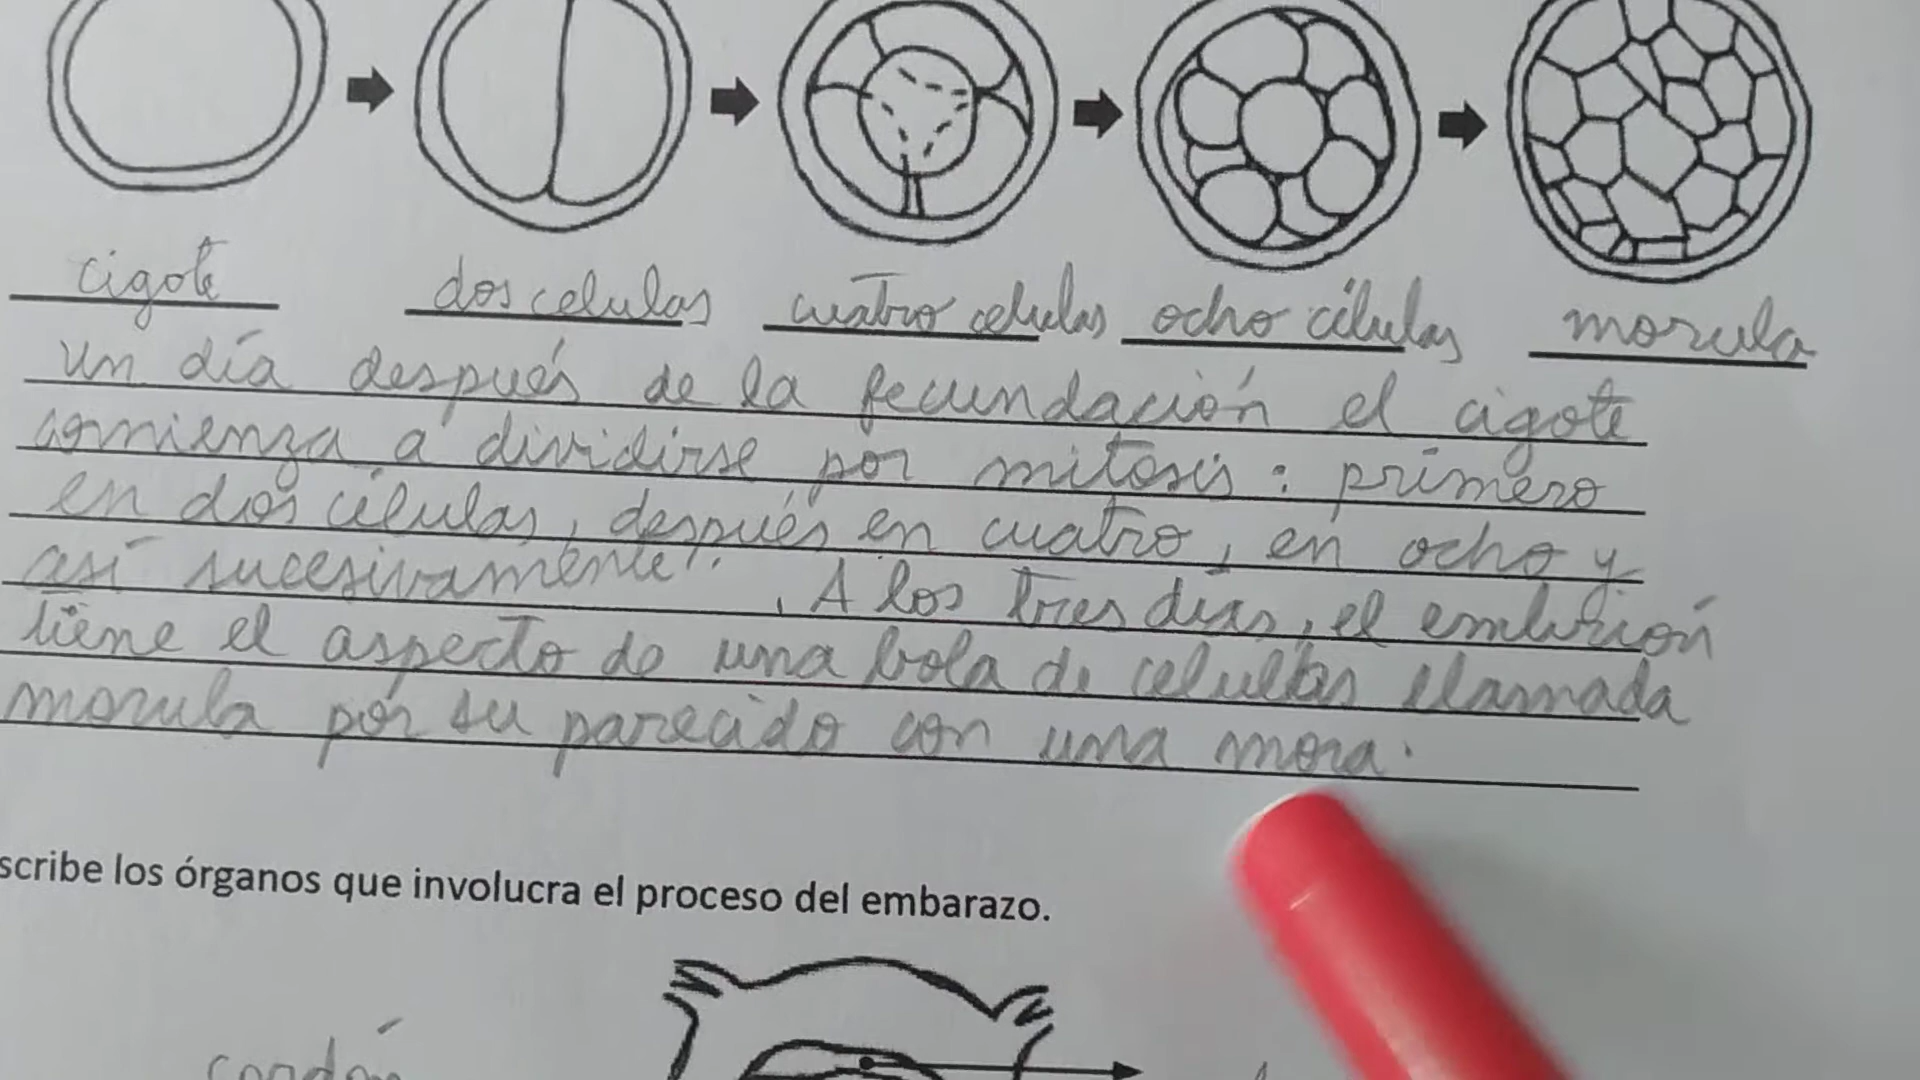 cigote dos celulas cuatro celulas ocho células morula
un día después de la fecundación el cigote
comienza a dividirse por mitosis: primero
en dos células, después en cuatro, en ocho y
así sucesivamente". . A los tres días, el embrión
tiene el aspecto de una bola de celulas llamada
morula por su parecido con una mora.
scribe los órganos que involucra el proceso del embarazo.
cordón